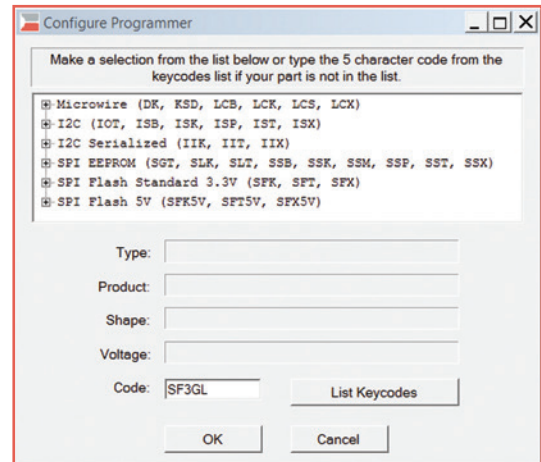 Configure Programmer
Make a selection from the list below or type the 5 character code from the
keycodes list if your part is not in the list.
Microwire (DK, KSD, LCB, LCK, LCS, LCX)
I2C (IOT, ISB, ISK, ISP, IST, ISX)
I2C Serialized (IIK, IIT, IIX)
SPI EEPROM (SGT, SLK, SLT, SSB, SSK, SSM, SSP, SST, SSX)
SPI Flash Standard 3.3V (SFK, SFT, SFX)
SPI Flash 5V (SFK5V, SFT5V, SFX5V)
Type:
Product:
Shape:
Voltage:
Code: SF3GL List Keycodes
OK Cancel